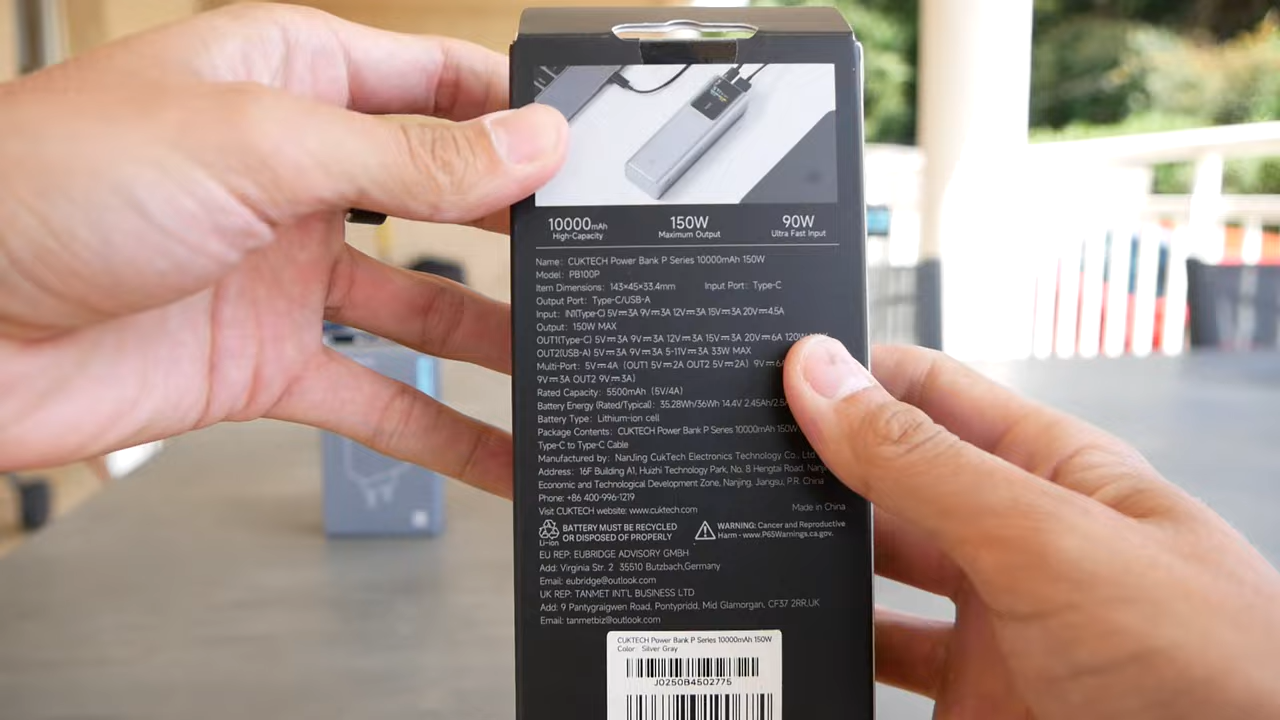 10000mAh
High-Capacity
150W
Maximum Output
90W
Ultra Fast Input
Name: CUKTECH Power Bank P Series 10000mAh 150W
Model: PB100P
Item Dimensions: 143×45×33.4mm Input Port: Type-C
Output Port: Type-C/USB-A
Input: IN1(Type-C) 5V⎓3A 9V⎓3A 12V⎓3A 15V⎓3A 20V⎓4.5A
Output: 150W MAX
OUT1(Type-C) 5V⎓3A 9V⎓3A 12V⎓3A 15V⎓3A 20V⎓6A 120W MAX
OUT2(USB-A) 5V⎓3A 9V⎓3A 5-11V⎓3A 33W MAX
Multi-Port: 5V⎓4A (OUT1 5V⎓2A OUT2 5V⎓2A) 9V⎓6A
9V⎓3A OUT2 9V⎓3A)
Rated Capacity: 5500mAh (5V/4A)
Battery Energy (Rated/Typical): 35.28Wh/36Wh 14.4V 2.45Ah/2.5A
Battery Type: Lithium-ion cell
Package Contents: CUKTECH Power Bank P Series 10000mAh 150W
Type-C to Type-C Cable
Manufactured by: NanJing CukTech Electronics Technology Co., Ltd
Address: 16F Building A1, Huizhi Technology Park, No. 8 Hengtai Road, Nanjing
Economic and Technological Development Zone, Nanjing, Jiangsu, P.R. China
Phone: +86 400-996-1219
Visit CUKTECH website: www.cuktech.com
Made in China
Li-ion
BATTERY MUST BE RECYCLED
OR DISPOSED OF PROPERLY
WARNING: Cancer and Reproductive
Harm - www.P65Warnings.ca.gov.
EU REP: EUBRIDGE ADVISORY GMBH
Add: Virginia Str. 2 35510 Butzbach,Germany
Email: eubridge@outlook.com
UK REP: TANMET INT'L BUSINESS LTD
Add: 9 Pantygraigwen Road, Pontypridd, Mid Glamorgan, CF37 2RR,UK
Email: tanmetbiz@outlook.com
CUKTECH Power Bank P Series 10000mAh 150W
Color: Silver Gray
J0250B4502775